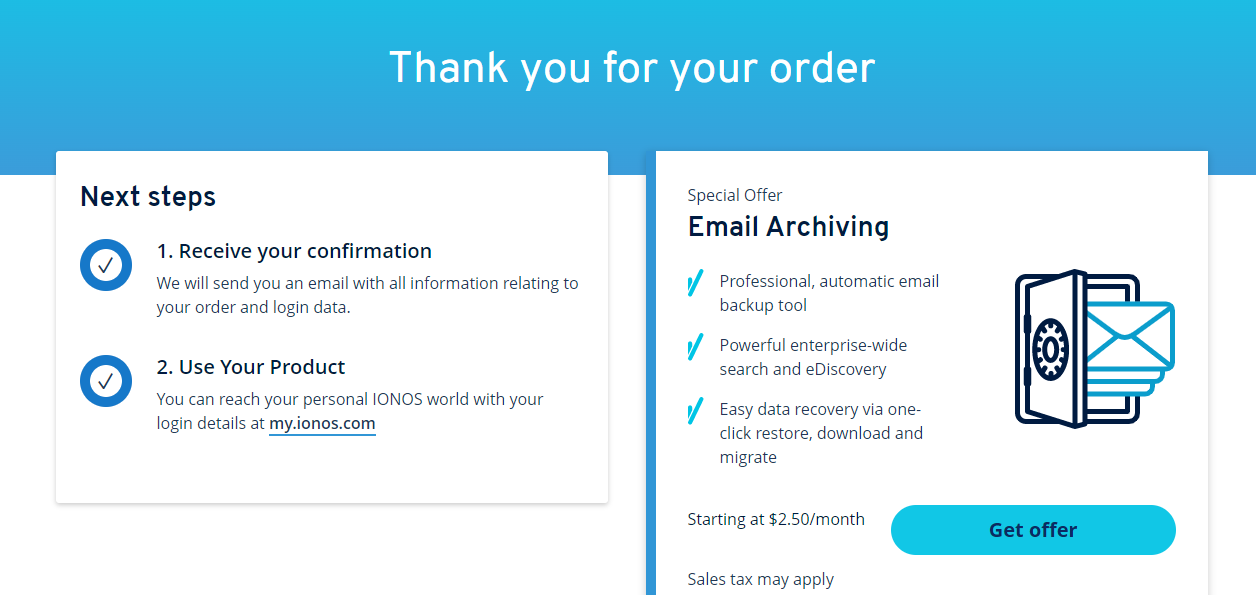 Thank you for your order
Next steps
1. Receive your confirmation
We will send you an email with all information relating to
your order and login data.
2. Use Your Product
You can reach your personal IONOS world with your
login details at my.ionos.com
Special Offer
Email Archiving
Professional, automatic email
backup tool
Powerful enterprise-wide
search and eDiscovery
Easy data recovery via one-
click restore, download and
migrate
Starting at $2.50/month
Get offer
Sales tax may apply